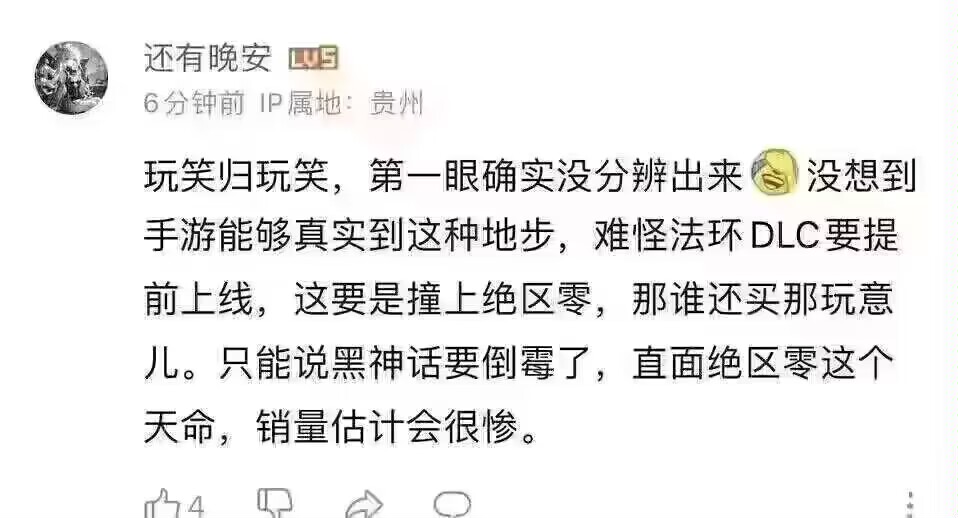 还有晚安 LV5
6分钟前 IP属地：贵州
玩笑归玩笑，第一眼确实没分辨出来没想到
手游能够真实到这种地步，难怪法环DLC要提
前上线，这要是撞上绝区零，那谁还买那玩意
儿。只能说黑神话要倒霉了，直面绝区零这个
天命，销量估计会很惨。
4